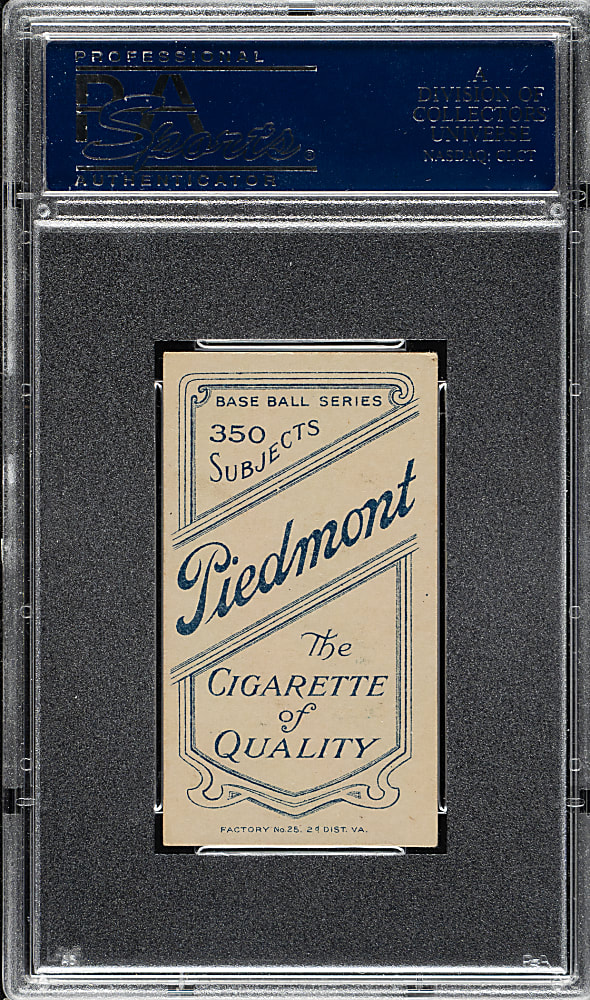 PROFESSIONAL
PSA
Sports
AUTHENTICATOR
A
DIVISION OF
COLLECTORS
UNIVERSE
NASDAQ: CLCT
BASE BALL SERIES
350
SUBJECTS
Piedmont
The
CIGARETTE
of
QUALITY
FACTORY No. 25. 2d DIST. VA.
PSA